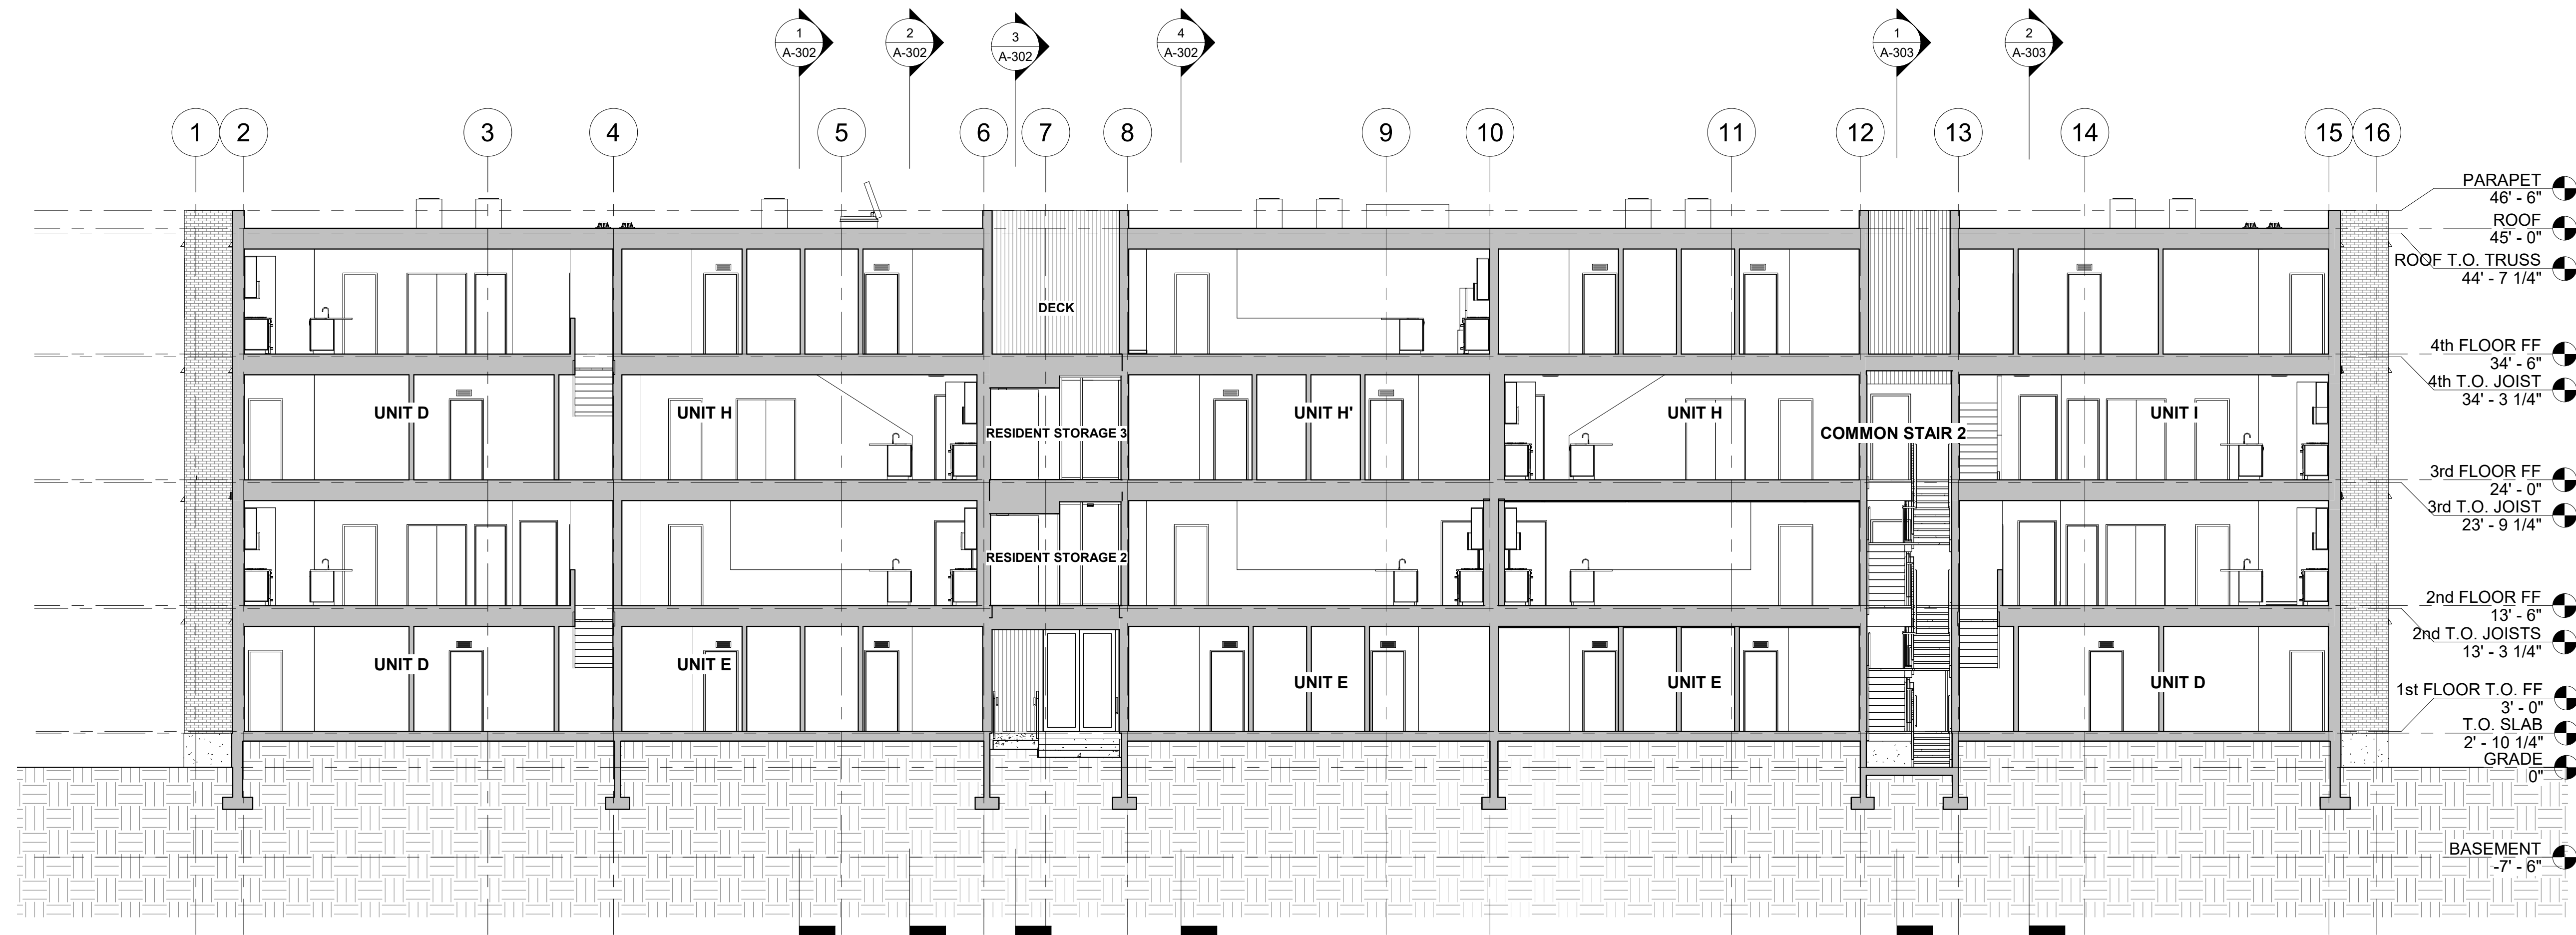 1
A-302
2
A-302
3
A-302
4
A-302
1
A-303
2
A-303
1
2
3
4
5
6
7
8
9
10
11
12
13
14
15
16
PARAPET
46' - 6"
ROOF
45' - 0"
ROOF T.O. TRUSS
44' - 7 1/4"
DECK
4th FLOOR FF
34' - 6"
4th T.O. JOIST
34' - 3 1/4"
UNIT D
UNIT H
RESIDENT STORAGE 3
UNIT H'
UNIT H
COMMON STAIR 2
UNIT I
3rd FLOOR FF
24' - 0"
3rd T.O. JOIST
23' - 9 1/4"
RESIDENT STORAGE 2
2nd FLOOR FF
13' - 6"
2nd T.O. JOISTS
13' - 3 1/4"
UNIT D
UNIT E
UNIT E
UNIT E
UNIT D
1st FLOOR T.O. FF
3' - 0"
T.O. SLAB
2' - 10 1/4"
GRADE
0"
BASEMENT
-7' - 6"